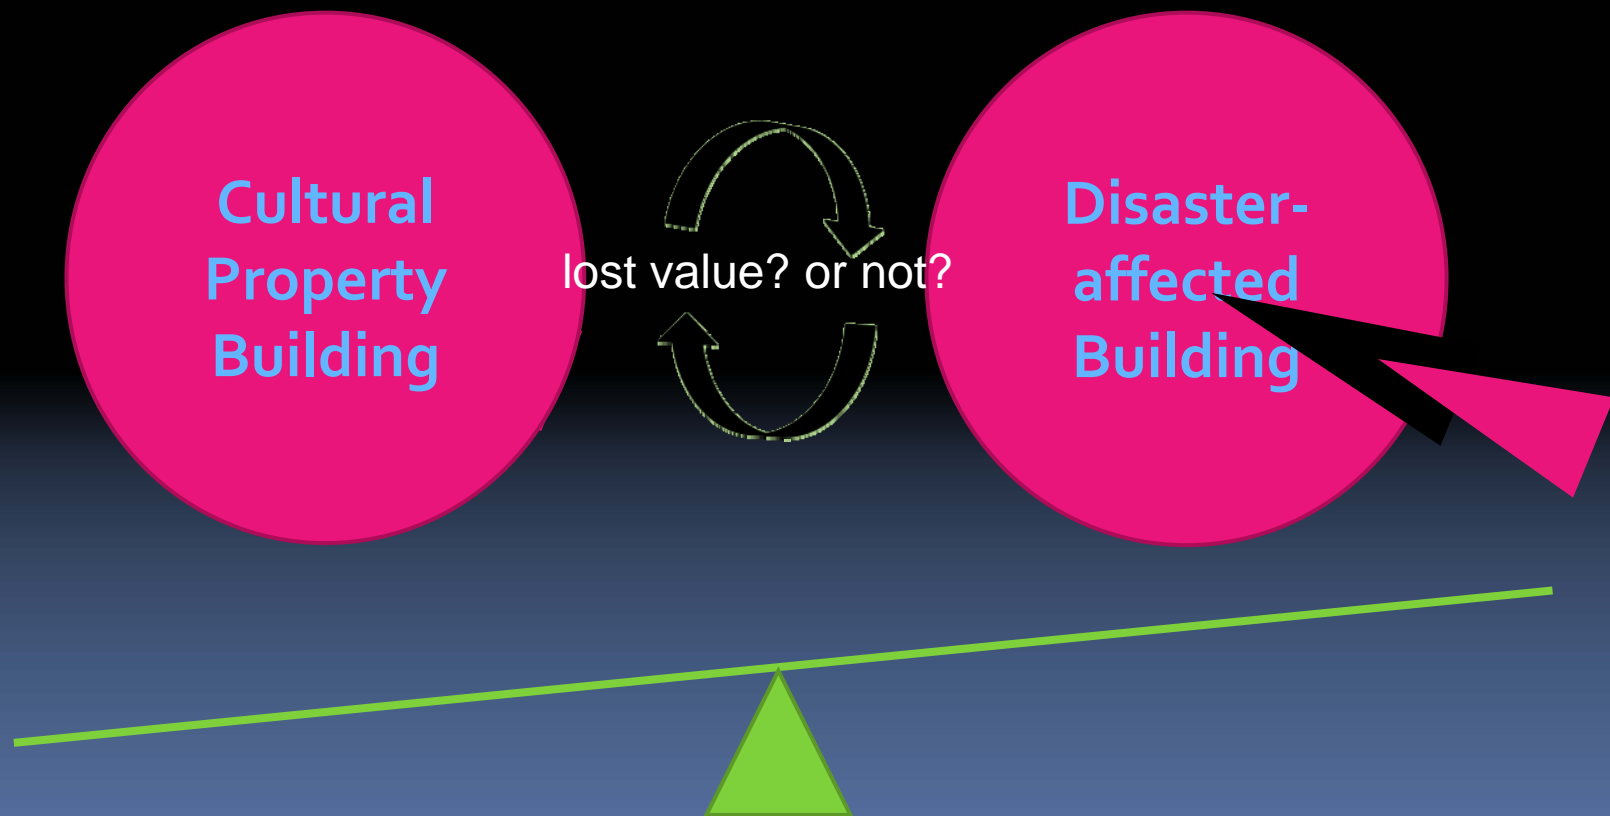 Cultural
Property
Building
lost value? or not?
Disaster-
affected
Building